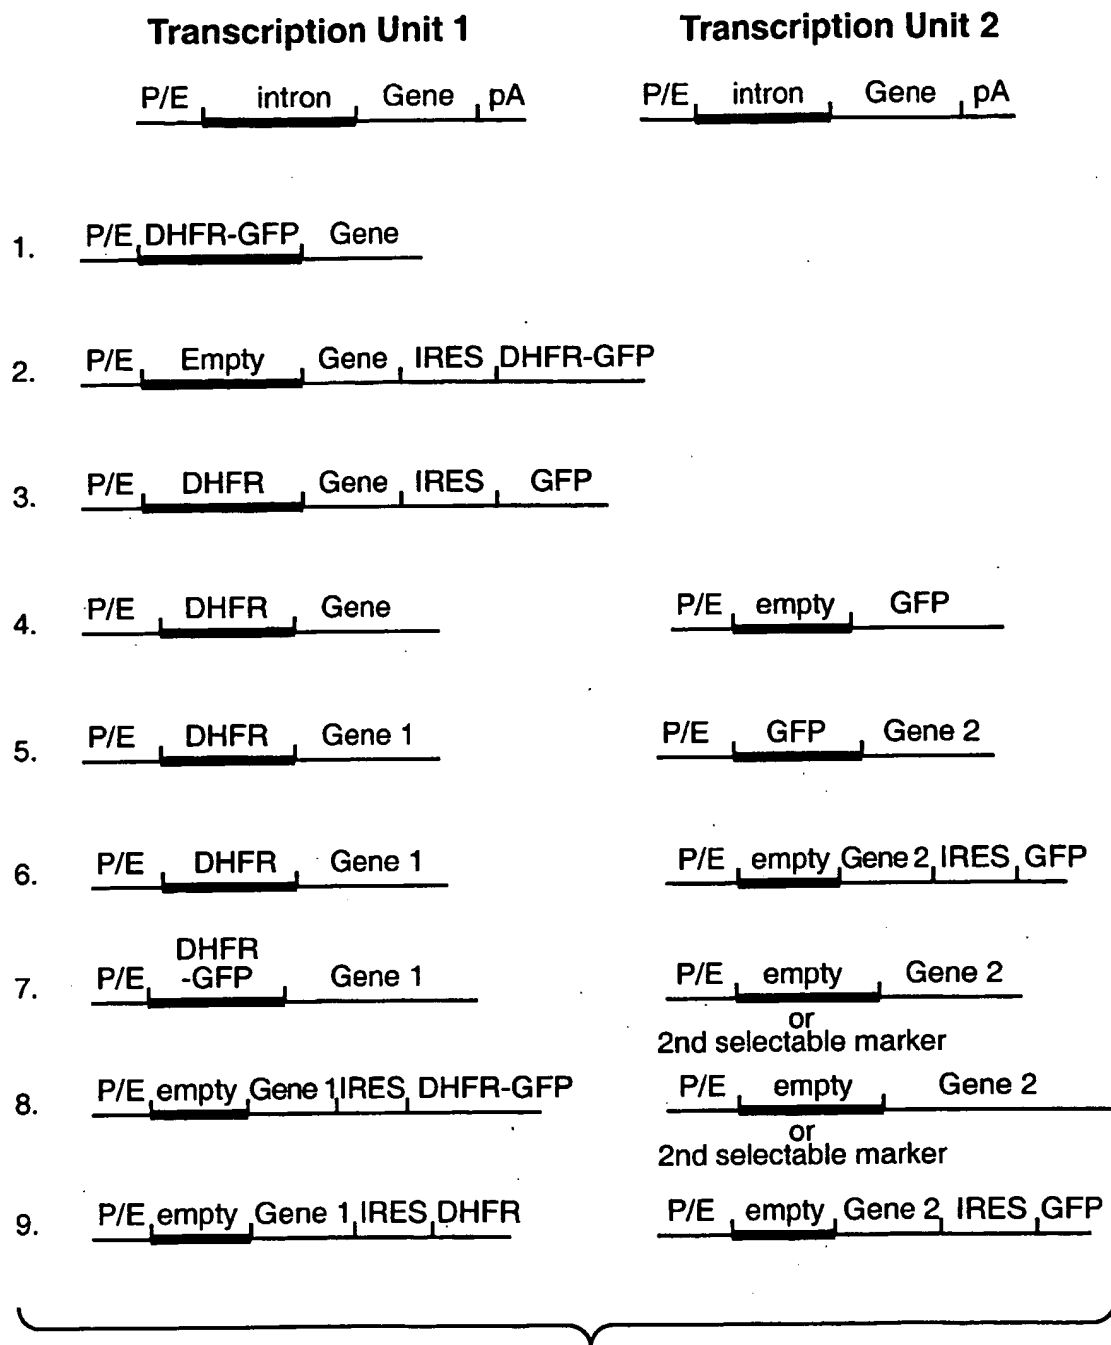 Transcription Unit 1 Transcription Unit 2
P/E intron Gene pA P/E intron Gene pA
1. P/E DHFR-GFP Gene
2. P/E Empty Gene IRES DHFR-GFP
3. P/E DHFR Gene IRES GFP
4. P/E DHFR Gene P/E empty GFP
5. P/E DHFR Gene 1 P/E GFP Gene 2
6. P/E DHFR Gene 1 P/E empty Gene 2 IRES GFP
DHFR
7. P/E -GFP Gene 1 P/E empty Gene 2
or
2nd selectable marker
8. P/E empty Gene 1 IRES DHFR-GFP P/E empty Gene 2
or
2nd selectable marker
9. P/E empty Gene 1 IRES DHFR P/E empty Gene 2 IRES GFP